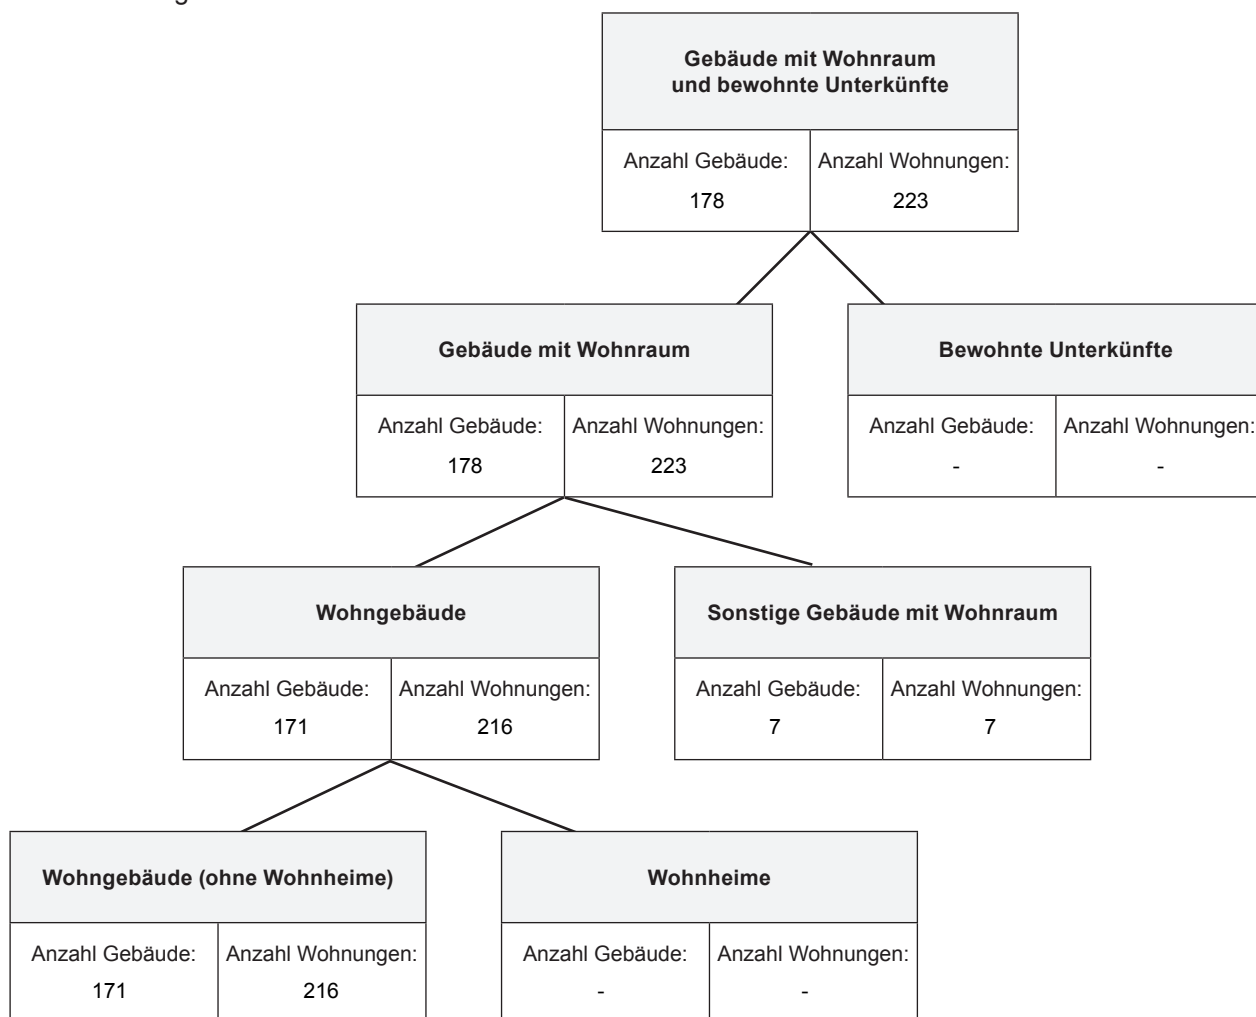 Gebäude mit Wohnraum
und bewohnte Unterkünfte
Anzahl Gebäude: Anzahl Wohnungen:
178 223
Gebäude mit Wohnraum
Bewohnte Unterkünfte
Anzahl Gebäude: Anzahl Wohnungen:
178 223
Anzahl Gebäude: Anzahl Wohnungen:
- -
Wohngebäude
Sonstige Gebäude mit Wohnraum
Anzahl Gebäude: Anzahl Wohnungen:
171 216
Anzahl Gebäude: Anzahl Wohnungen:
7 7
Wohngebäude (ohne Wohnheime)
Wohnheime
Anzahl Gebäude: Anzahl Wohnungen:
171 216
Anzahl Gebäude: Anzahl Wohnungen:
- -